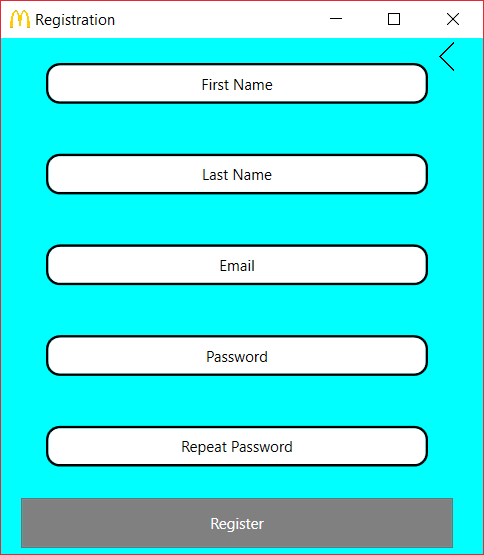 Registration
First Name
Last Name
Email
Password
Repeat Password
Register